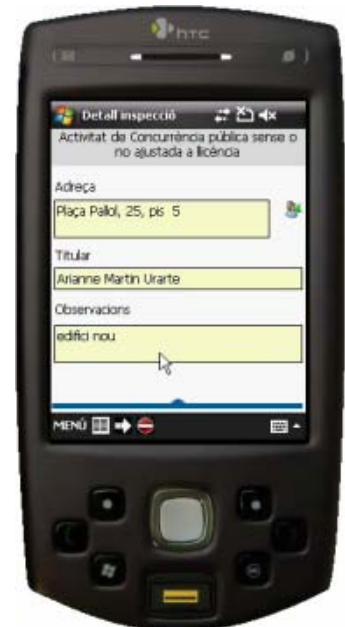 hTC
Detall inspecció
Activitat de Concurrència pública sense o
no ajustada a llicència
Adreça
Plaça Pallol, 25, pis 5
Titular
Arianne Martin Urarte
Observacions
edifici nou
MENÚ